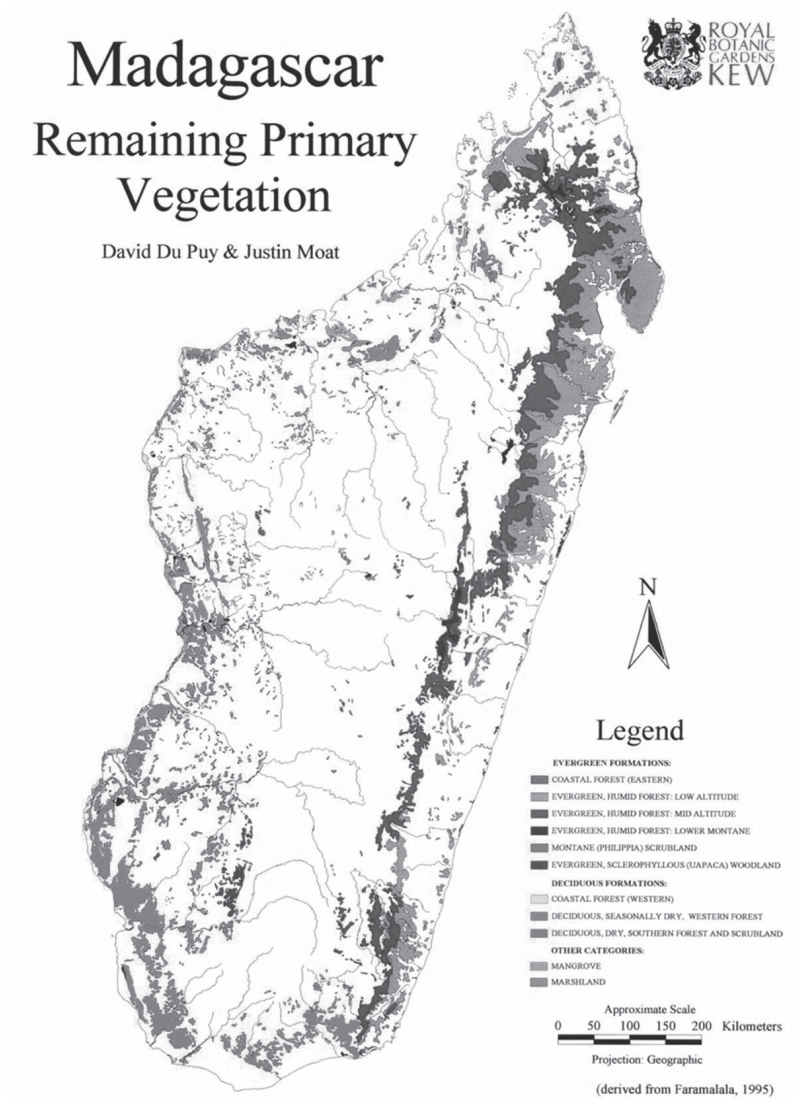 Madagascar
Remaining Primary
Vegetation
David Du Puy & Justin Moat
ROYAL
BOTANIC
GARDENS
KEW
N
Legend
EVERGREEN FORMATIONS:
COASTAL FOREST (EASTERN)
EVERGREEN, HUMID FOREST: LOW ALTITUDE
EVERGREEN, HUMID FOREST: MID ALTITUDE
EVERGREEN, HUMID FOREST: LOWER MONTANE
MONTANE (PHILIPPIA) SCRUBLAND
EVERGREEN, SCLEROPHYLLOUS (UAPACA) WOODLAND
DECIDUOUS FORMATIONS:
COASTAL FOREST (WESTERN)
DECIDUOUS, SEASONALLY DRY, WESTERN FOREST
DECIDUOUS, DRY, SOUTHERN FOREST AND SCRUBLAND
OTHER CATEGORIES:
MANGROVE
MARSHLAND
Approximate Scale
0 50 100 150 200 Kilometers
Projection: Geographic
(derived from Faramalala, 1995)